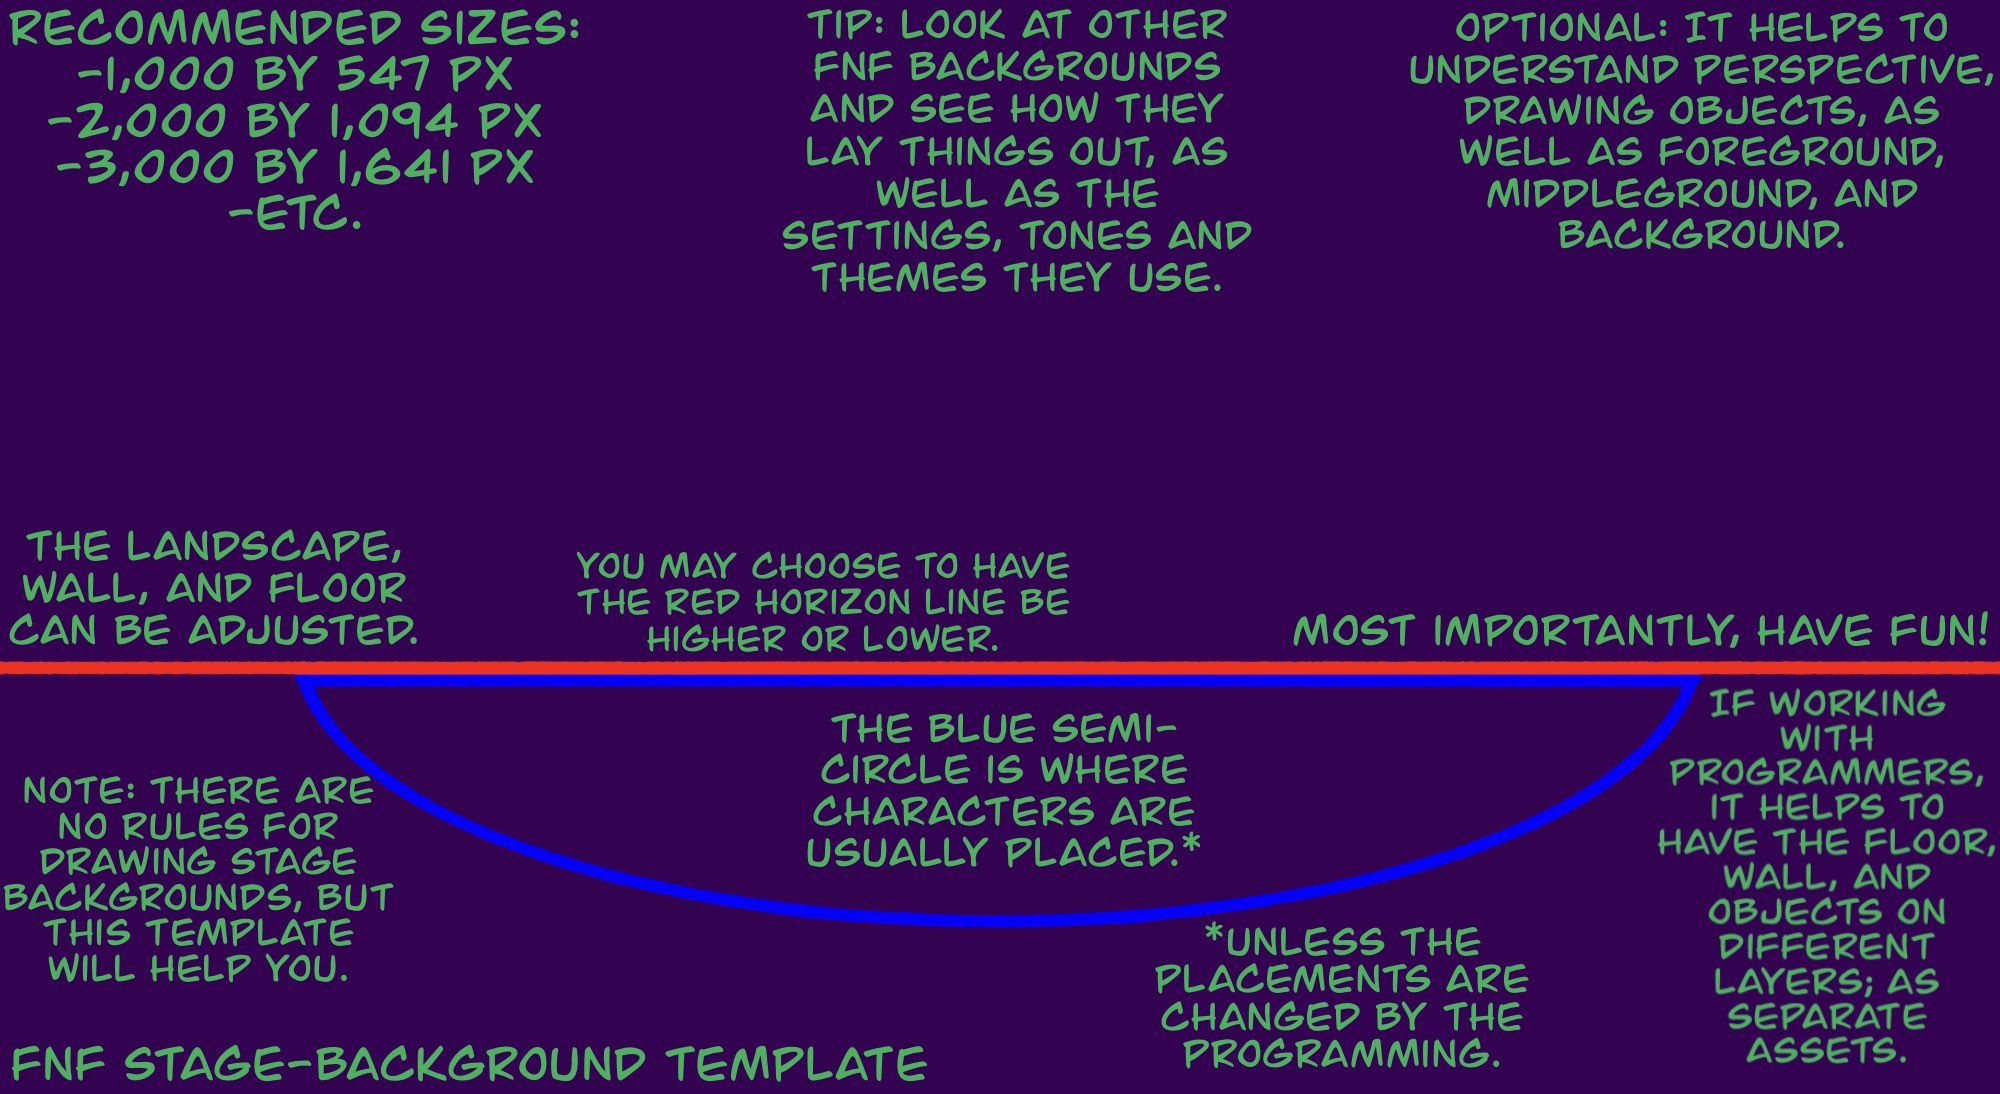 RECOMMENDED SIZES:
-1,000 BY 547 PX
-2,000 BY 1,094 PX
-3,000 BY 1,641 PX
-ETC.
TIP: LOOK AT OTHER
FNF BACKGROUNDS
AND SEE HOW THEY
LAY THINGS OUT, AS
WELL AS THE
SETTINGS, TONES AND
THEMES THEY USE.
OPTIONAL: IT HELPS TO
UNDERSTAND PERSPECTIVE,
DRAWING OBJECTS, AS
WELL AS FOREGROUND,
MIDDLEGROUND, AND
BACKGROUND.
THE LANDSCAPE,
WALL, AND FLOOR
CAN BE ADJUSTED.
YOU MAY CHOOSE TO HAVE
THE RED HORIZON LINE BE
HIGHER OR LOWER.
MOST IMPORTANTLY, HAVE FUN!
NOTE: THERE ARE
NO RULES FOR
DRAWING STAGE
BACKGROUNDS, BUT
THIS TEMPLATE
WILL HELP YOU.
THE BLUE SEMI-
CIRCLE IS WHERE
CHARACTERS ARE
USUALLY PLACED.*
IF WORKING
WITH
PROGRAMMERS,
IT HELPS TO
HAVE THE FLOOR,
WALL, AND
OBJECTS ON
DIFFERENT
LAYERS; AS
SEPARATE
ASSETS.
*UNLESS THE
PLACEMENTS ARE
CHANGED BY THE
PROGRAMMING.
FNF STAGE-BACKGROUND TEMPLATE